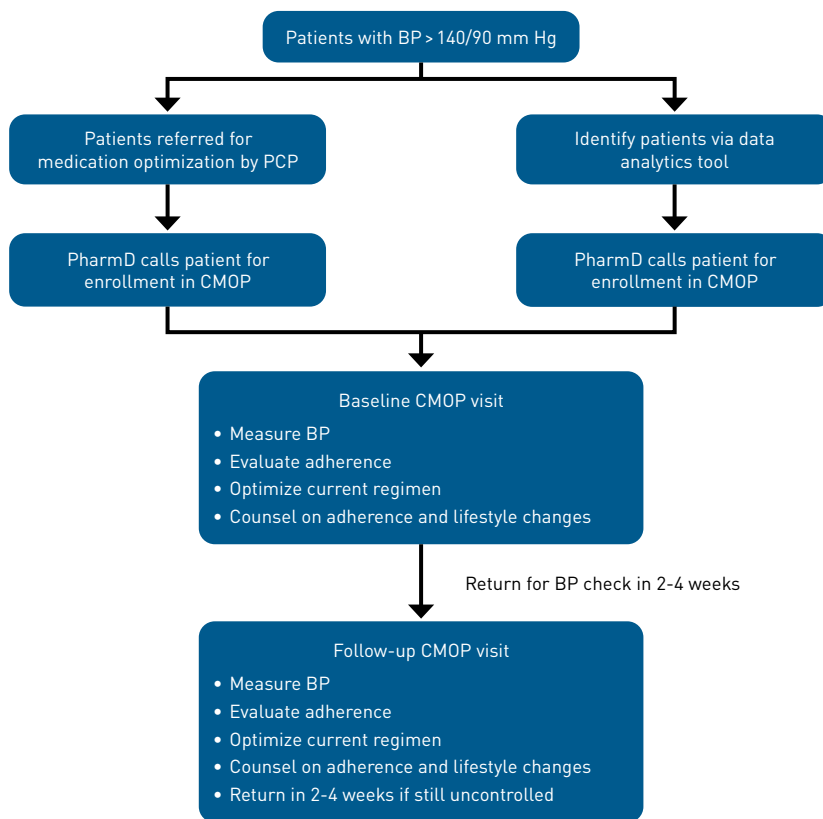 Patients with BP > 140/90 mm Hg
Patients referred for
medication optimization by PCP
Identify patients via data
analytics tool
PharmD calls patient for
enrollment in CMOP
PharmD calls patient for
enrollment in CMOP
Baseline CMOP visit
• Measure BP
• Evaluate adherence
• Optimize current regimen
• Counsel on adherence and lifestyle changes
Return for BP check in 2-4 weeks
Follow-up CMOP visit
• Measure BP
• Evaluate adherence
• Optimize current regimen
• Counsel on adherence and lifestyle changes
• Return in 2-4 weeks if still uncontrolled